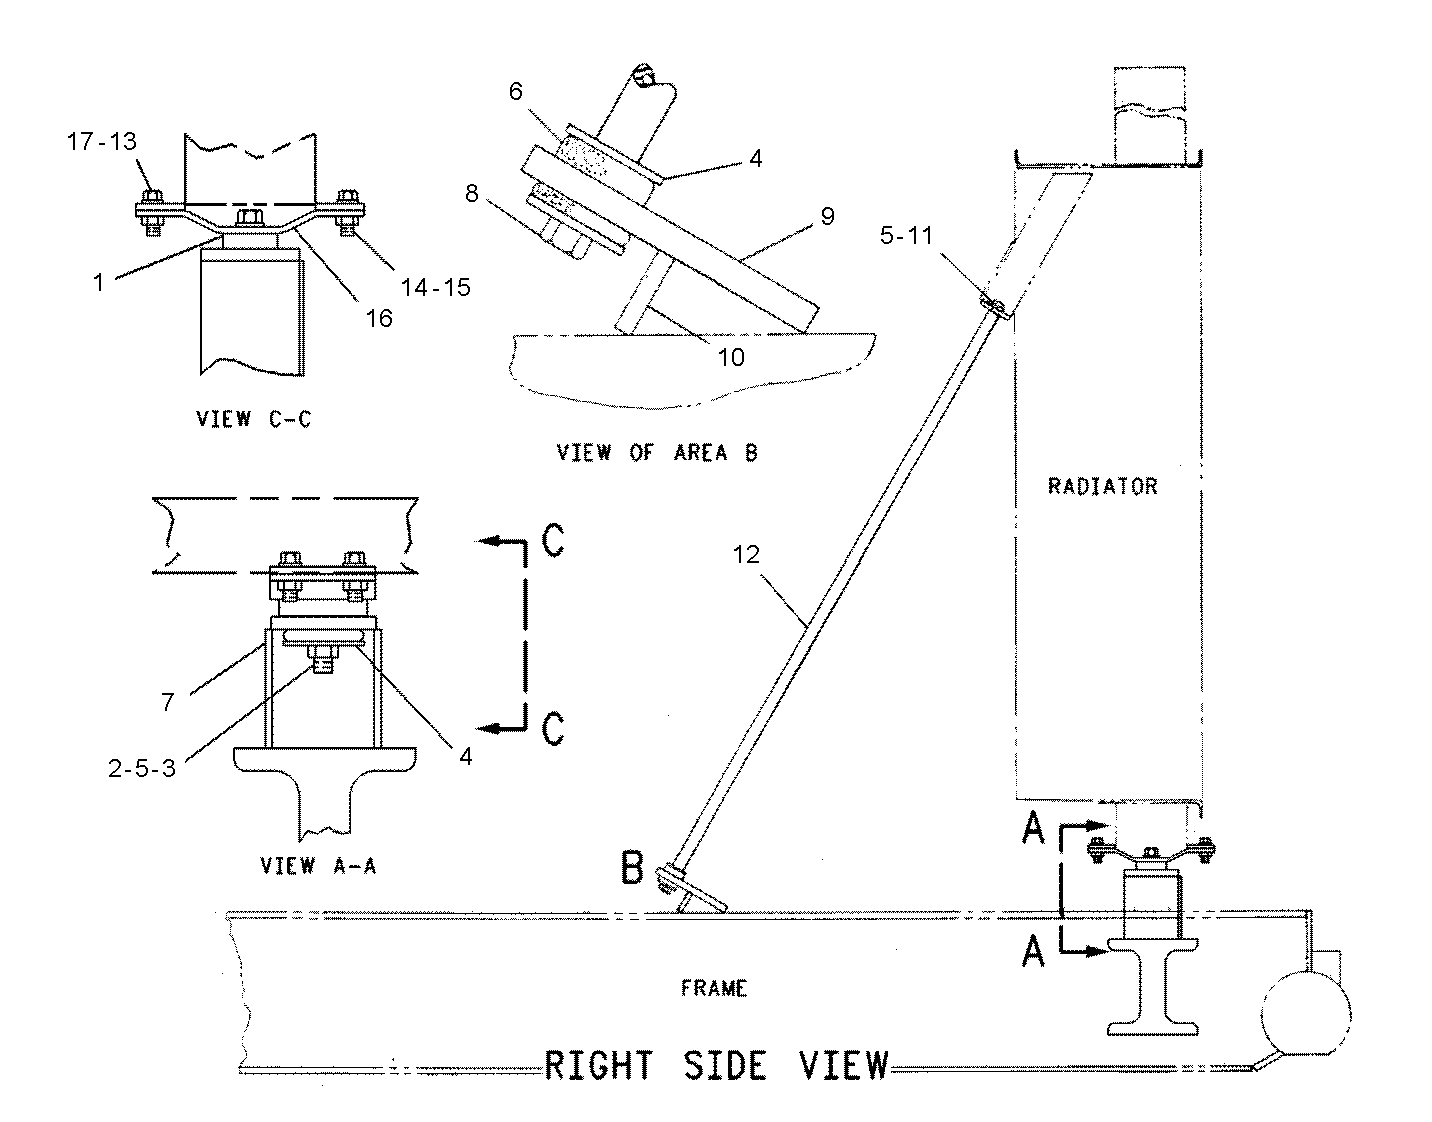 17-13
1
14-15
16
VIEW C-C
6
4
8
9
10
VIEW OF AREA B
5-11
RADIATOR
12
C
C
7
2-5-3
4
VIEW A-A
B
A
A
FRAME
RIGHT SIDE VIEW